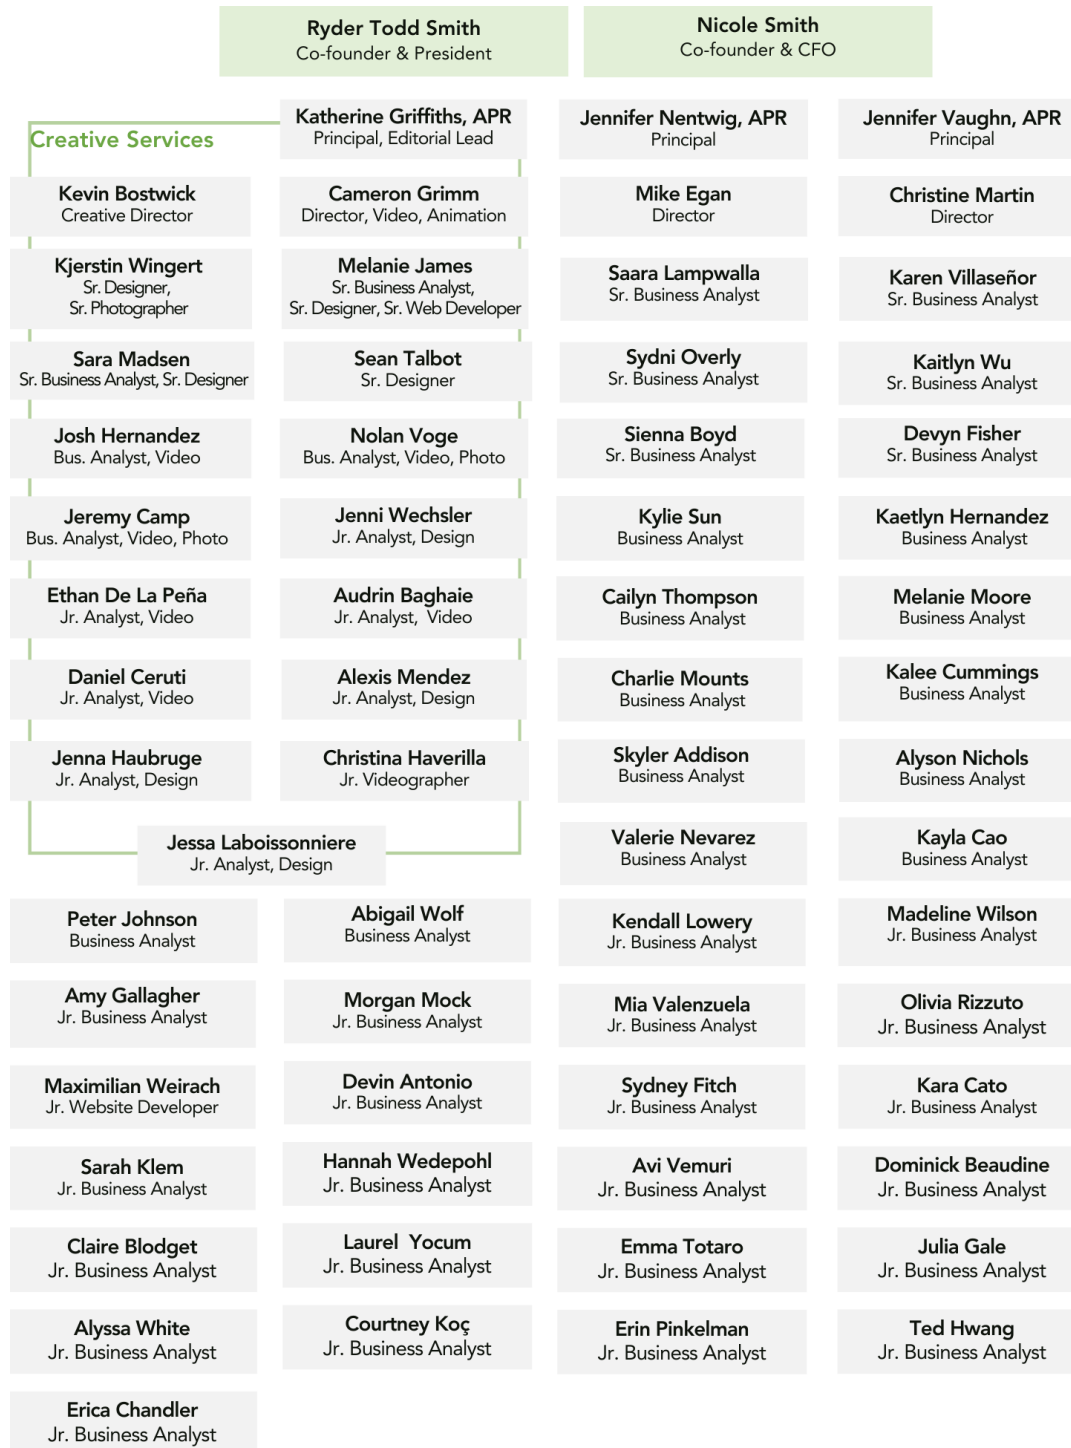 Ryder Todd Smith
Co-founder & President
Nicole Smith
Co-founder & CFO
Creative Services
Katherine Griffiths, APR
Principal, Editorial Lead
Jennifer Nentwig, APR
Principal
Jennifer Vaughn, APR
Principal
Kevin Bostwick
Creative Director
Cameron Grimm
Director, Video, Animation
Mike Egan
Director
Christine Martin
Director
Kjerstin Wingert
Sr. Designer,
Sr. Photographer
Melanie James
Sr. Business Analyst,
Sr. Designer, Sr. Web Developer
Saara Lampwalla
Sr. Business Analyst
Karen Villaseñor
Sr. Business Analyst
Sara Madsen
Sr. Business Analyst, Sr. Designer
Sean Talbot
Sr. Designer
Sydni Overly
Sr. Business Analyst
Kaitlyn Wu
Sr. Business Analyst
Josh Hernandez
Bus. Analyst, Video
Nolan Voge
Bus. Analyst, Video, Photo
Sienna Boyd
Sr. Business Analyst
Devyn Fisher
Sr. Business Analyst
Jeremy Camp
Bus. Analyst, Video, Photo
Jenni Wechsler
Jr. Analyst, Design
Kylie Sun
Business Analyst
Kaetlyn Hernandez
Business Analyst
Ethan De La Peña
Jr. Analyst, Video
Audrin Baghaie
Jr. Analyst,  Video
Cailyn Thompson
Business Analyst
Melanie Moore
Business Analyst
Daniel Ceruti
Jr. Analyst, Video
Alexis Mendez
Jr. Analyst, Design
Charlie Mounts
Business Analyst
Kalee Cummings
Business Analyst
Jenna Haubruge
Jr. Analyst, Design
Christina Haverilla
Jr. Videographer
Skyler Addison
Business Analyst
Alyson Nichols
Business Analyst
Jessa Laboissonniere
Jr. Analyst, Design
Valerie Nevarez
Business Analyst
Kayla Cao
Business Analyst
Peter Johnson
Business Analyst
Abigail Wolf
Business Analyst
Kendall Lowery
Jr. Business Analyst
Madeline Wilson
Jr. Business Analyst
Amy Gallagher
Jr. Business Analyst
Morgan Mock
Jr. Business Analyst
Mia Valenzuela
Jr. Business Analyst
Olivia Rizzuto
Jr. Business Analyst
Maximilian Weirach
Jr. Website Developer
Devin Antonio
Jr. Business Analyst
Sydney Fitch
Jr. Business Analyst
Kara Cato
Jr. Business Analyst
Sarah Klem
Jr. Business Analyst
Hannah Wedepohl
Jr. Business Analyst
Avi Vemuri
Jr. Business Analyst
Dominick Beaudine
Jr. Business Analyst
Claire Blodget
Jr. Business Analyst
Laurel  Yocum
Jr. Business Analyst
Emma Totaro
Jr. Business Analyst
Julia Gale
Jr. Business Analyst
Alyssa White
Jr. Business Analyst
Courtney Koç
Jr. Business Analyst
Erin Pinkelman
Jr. Business Analyst
Ted Hwang
Jr. Business Analyst
Erica Chandler
Jr. Business Analyst